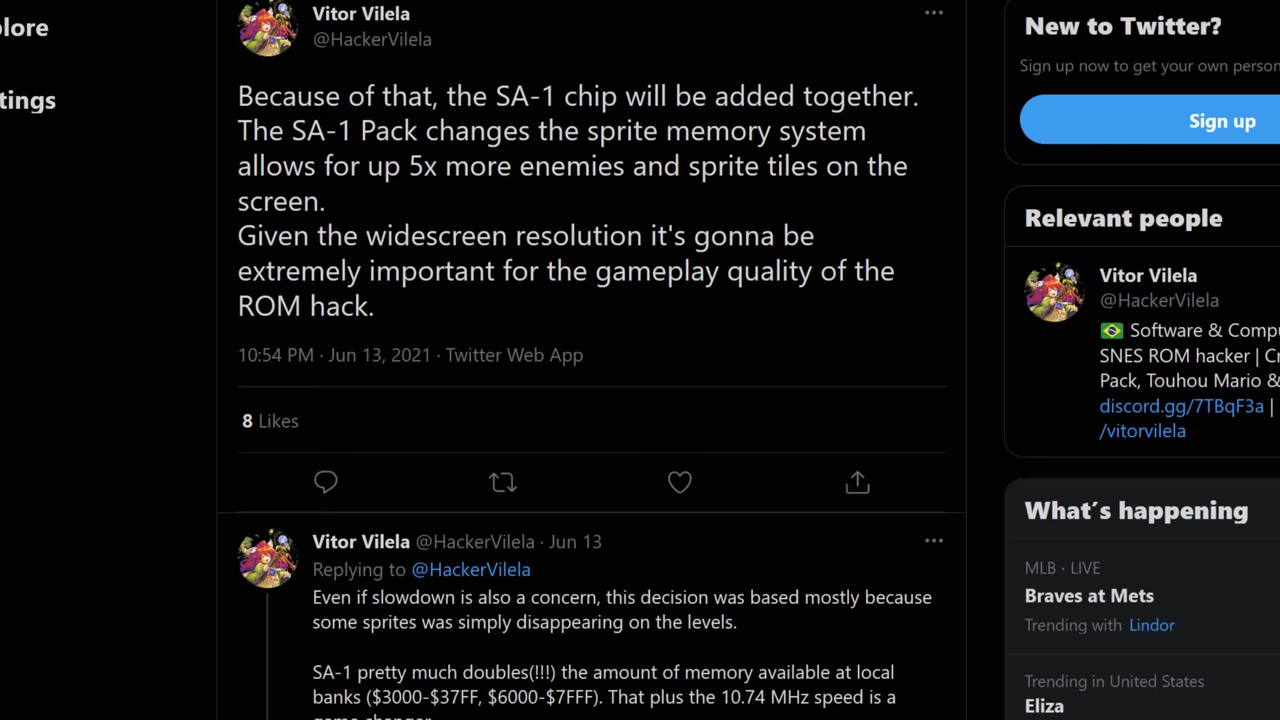 plore
tings
Vitor Vilela
@HackerVilela
Because of that, the SA-1 chip will be added together.
The SA-1 Pack changes the sprite memory system
allows for up 5x more enemies and sprite tiles on the
screen.
Given the widescreen resolution it's gonna be
extremely important for the gameplay quality of the
ROM hack.
10:54 PM · Jun 13, 2021 · Twitter Web App
8 Likes
Vitor Vilela @HackerVilela · Jun 13
Replying to @HackerVilela
Even if slowdown is also a concern, this decision was based mostly because
some sprites was simply disappearing on the levels.
SA-1 pretty much doubles(!!!) the amount of memory available at local
banks ($3000-$37FF, $6000-$7FFF). That plus the 10.74 MHz speed is a
game changer
New to Twitter?
Sign up now to get your own person
Sign up
Relevant people
Vitor Vilela
@HackerVilela
🇧🇷 Software & Compu
SNES ROM hacker | Cr
Pack, Touhou Mario &
discord.gg/7TBqF3a |
/vitorvilela
What's happening
MLB · LIVE
Braves at Mets
Trending with Lindor
Trending in United States
Eliza